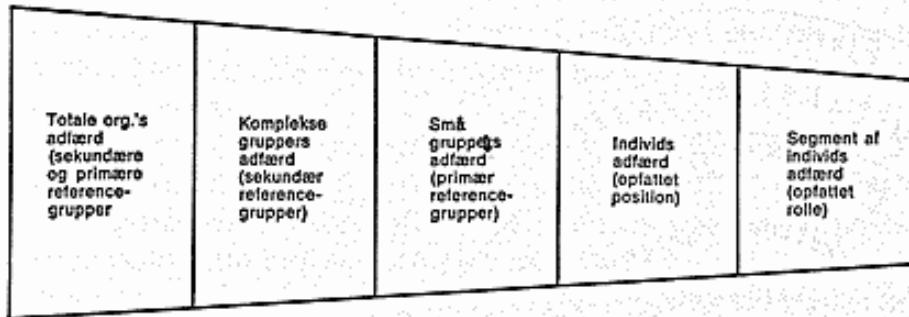 Totale org.'s
adfærd
(sekundære
og primære
reference-
grupper
Komplekse
gruppers
adfærd
(sekundær
reference-
grupper)
Små
gruppers
adfærd
(primær
reference-
grupper)
Individs
adfærd
(opfattet
position)
Segment af
individs
adfærd
(opfattet
rolle)